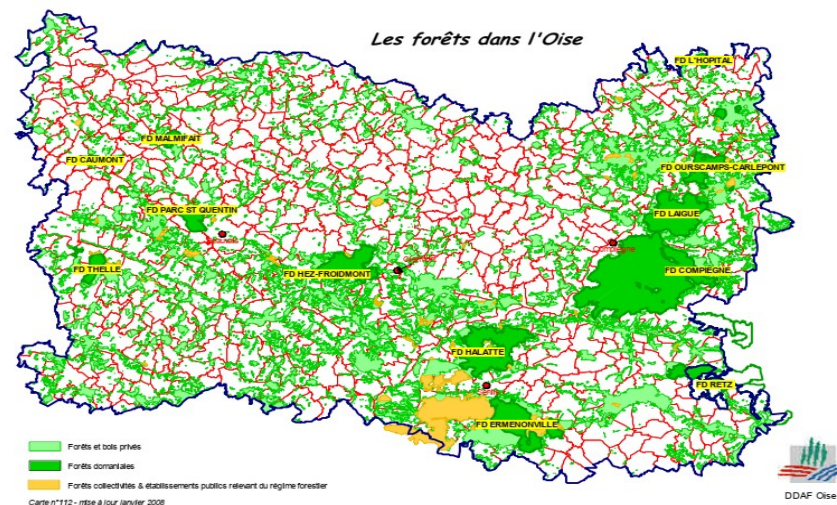 Les forêts dans l'Oise
FD L'HOPITAL
FD MALMIFAIT
FD CAUMONT
FD OURSCAMPS-CARLEPONT
FD PARC ST QUENTIN
FD LAIGUE
FD THELLE
FD HEZ-FROIDMONT
FD COMPIEGNE
FD HALATTE
FD RETZ
FD ERMENONVILLE
Forêts et bois privés
Forêts domaniales
Forêts collectivités & établissements publics relevant du régime forestier
Carte n°112 - mise à jour janvier 2008
DDAF Oise